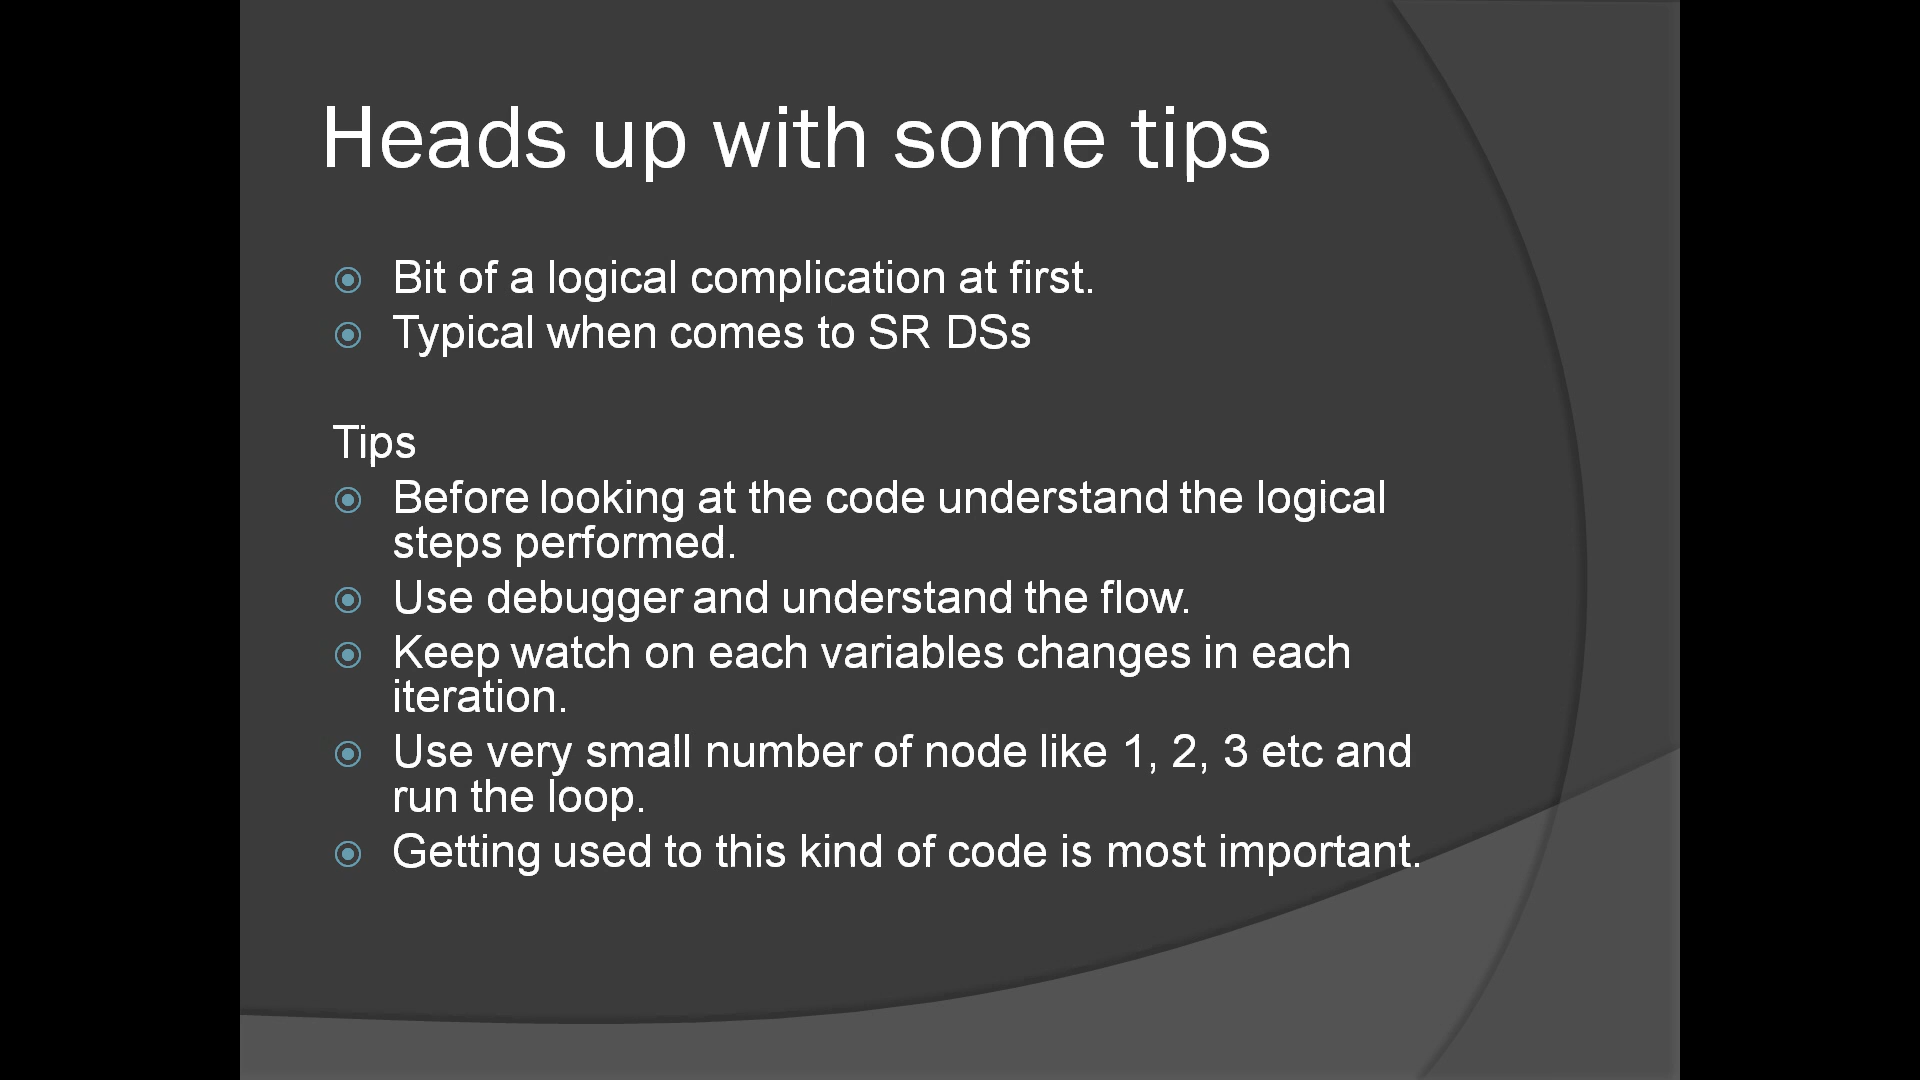 Heads up with some tips
Bit of a logical complication at first.
Typical when comes to SR DSs
Tips
Before looking at the code understand the logical
steps performed.
Use debugger and understand the flow.
Keep watch on each variables changes in each
iteration.
Use very small number of node like 1, 2, 3 etc and
run the loop.
Getting used to this kind of code is most important.